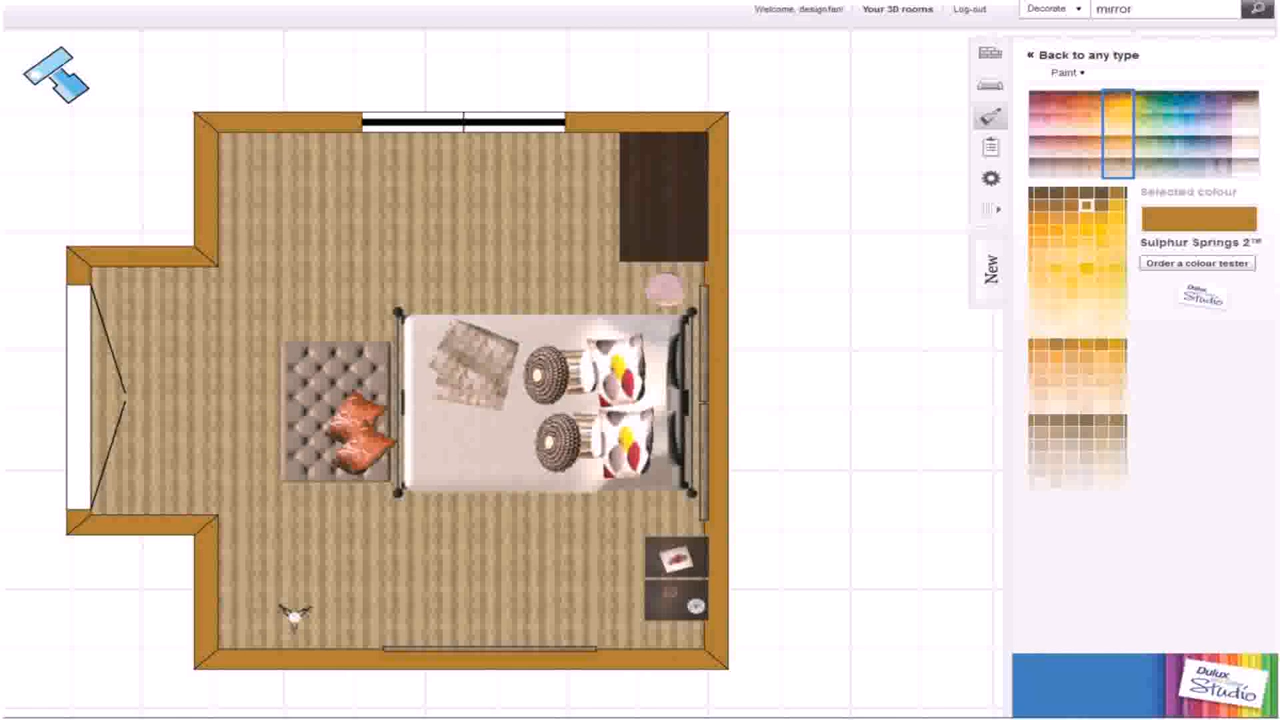 Welcome, designfan!
Your 3D rooms
Log-out
Decorate
mirror
« Back to any type
Paint
Selected colour
Sulphur Springs 2™
Order a colour tester
Dulux
Studio
New
Dulux
Studio